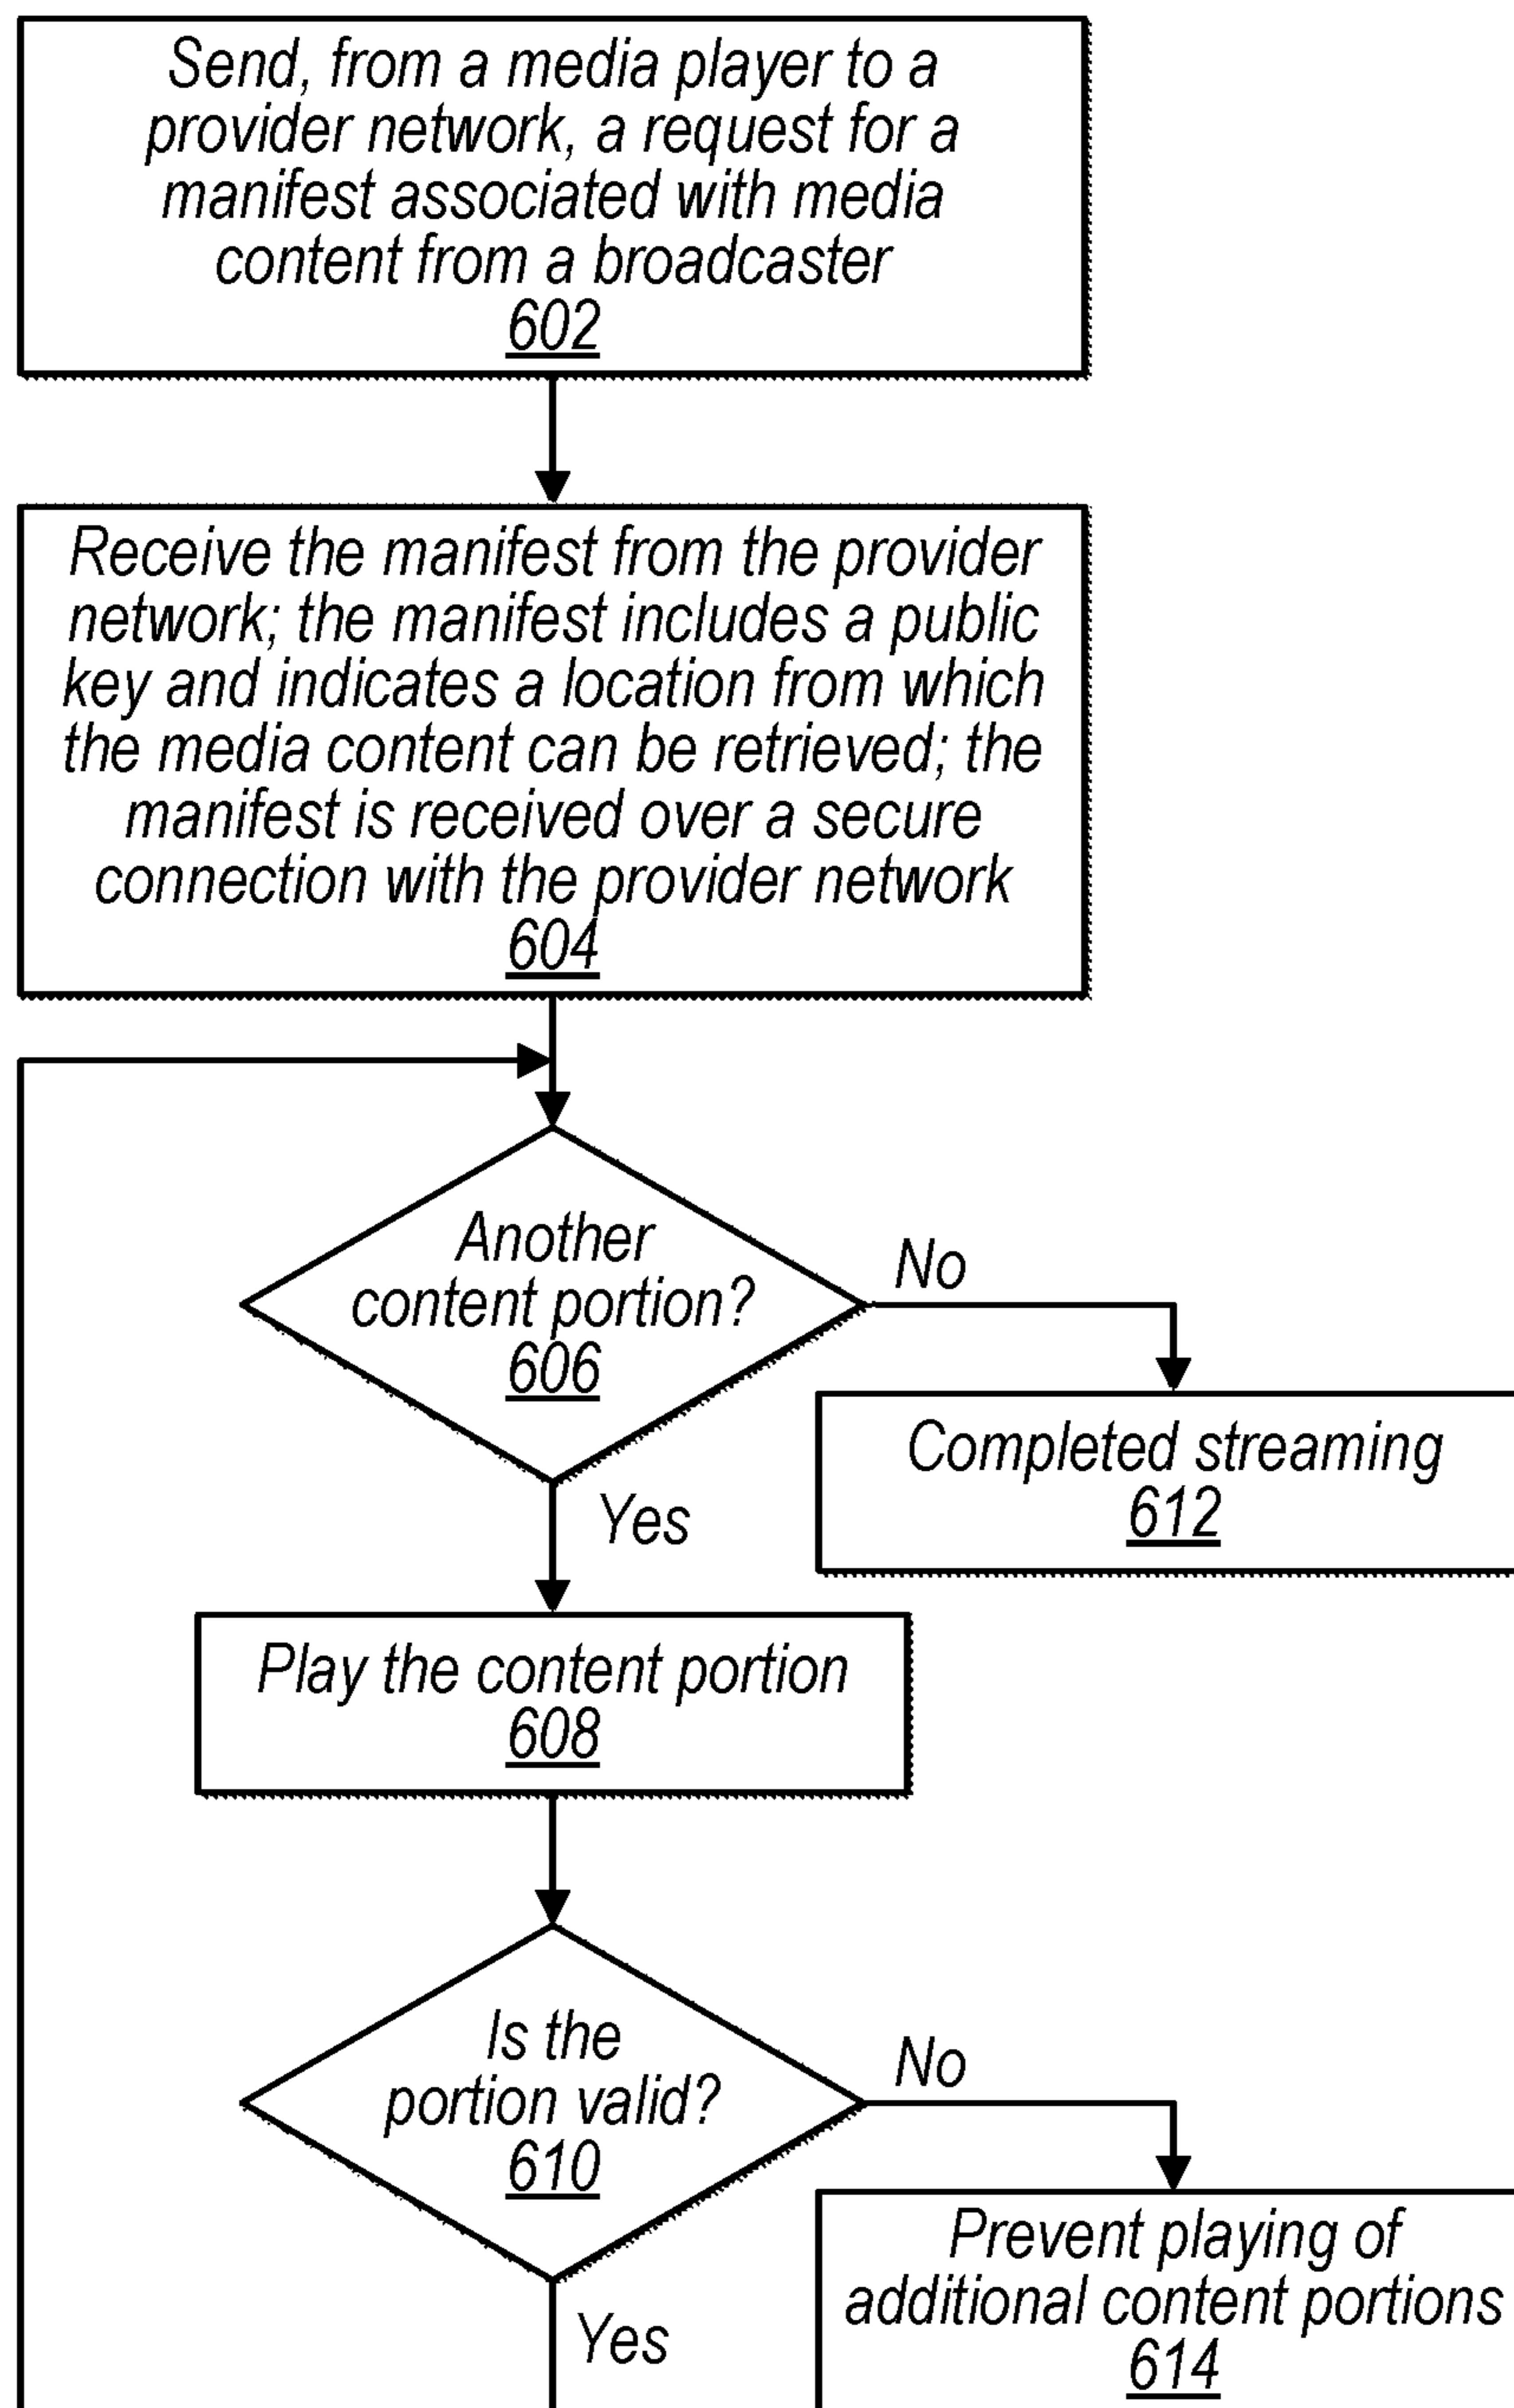 Send, from a media player to a
provider network, a request for a
manifest associated with media
content from a broadcaster
602
Receive the manifest from the provider
network; the manifest includes a public
key and indicates a location from which
the media content can be retrieved; the
manifest is received over a secure
connection with the provider network
604
Another
content portion?
606
No
Completed streaming
612
Yes
Play the content portion
608
Is the
portion valid?
610
No
Prevent playing of
additional content portions
614
Yes